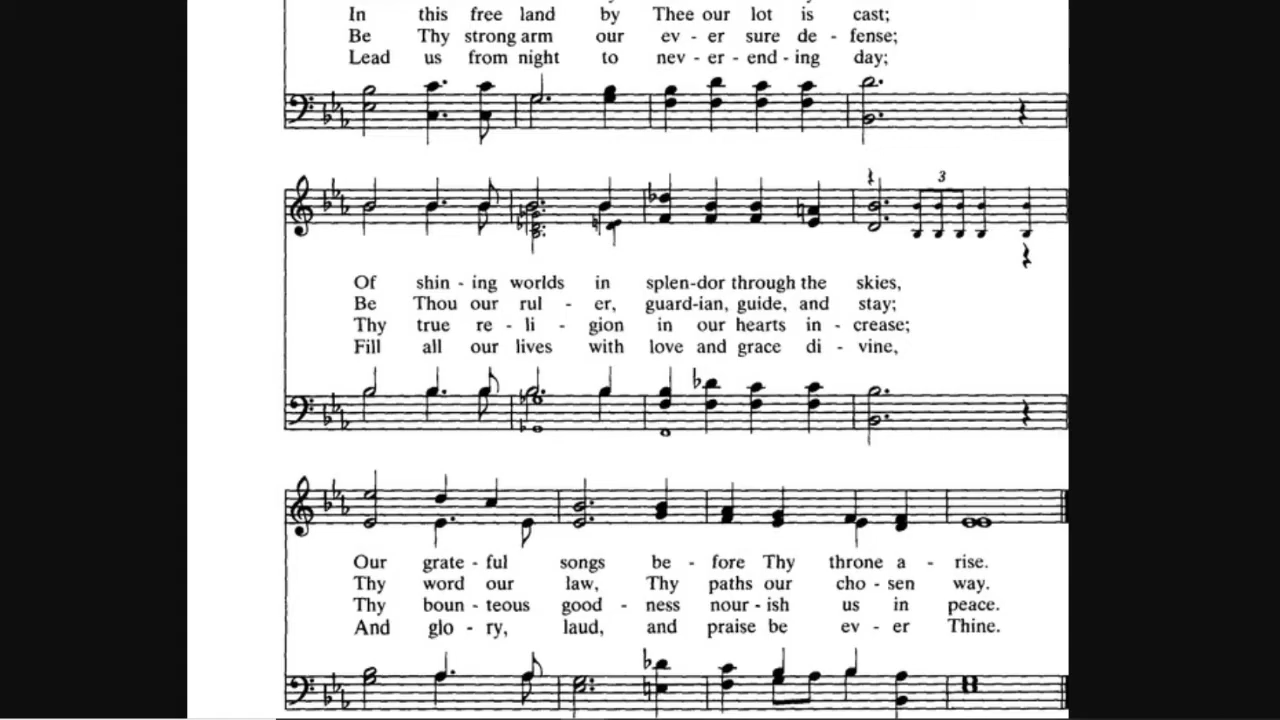 In this free land by Thee our lot is cast;
Be Thy strong arm our ev - er sure de - fense;
Lead us from night to nev - er - end - ing day;
3
Of shin - ing worlds in splen-dor through the skies,
Be Thou our rul - er, guard-ian, guide, and stay;
Thy true re - li - gion in our hearts in - crease;
Fill all our lives with love and grace di - vine,
Our grate - ful songs be - fore Thy throne a - rise.
Thy word our law, Thy paths our cho - sen way.
Thy boun - teous good - ness nour - ish us in peace.
And glo - ry, laud, and praise be ev - er Thine.